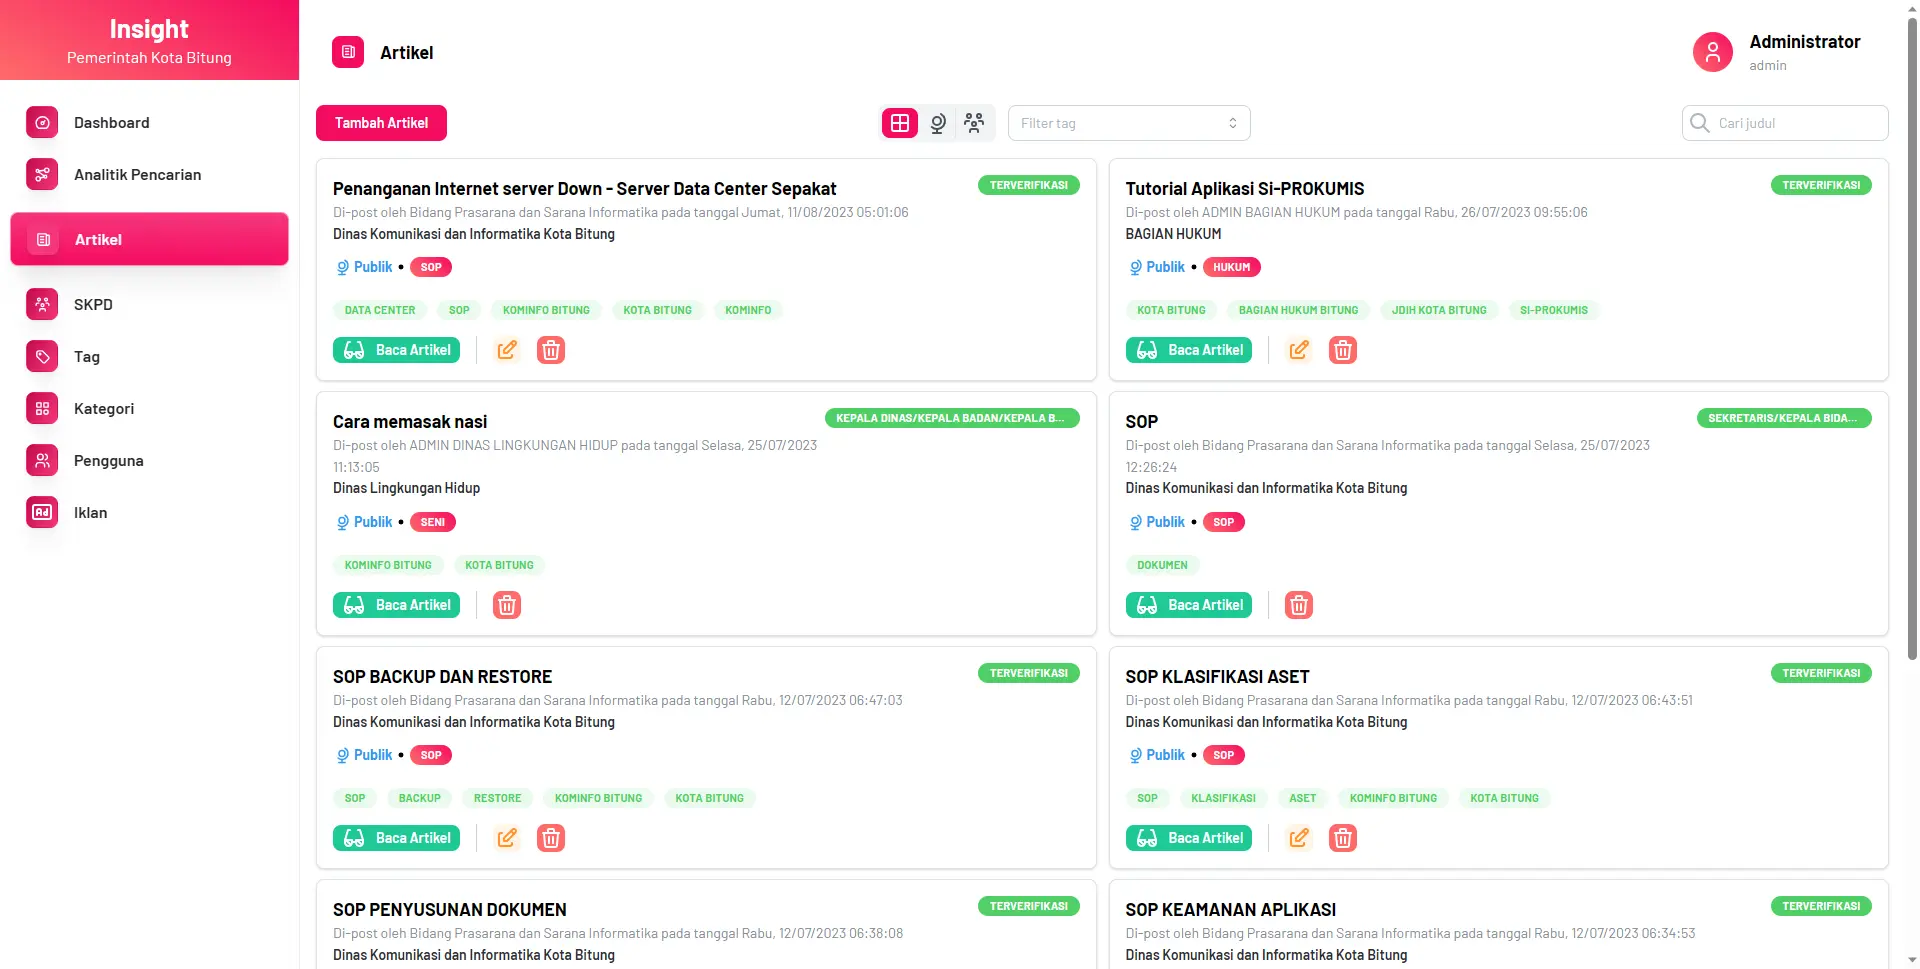 Insight
Pemerintah Kota Bitung
Dashboard
Analitik Pencarian
Artikel
SKPD
Tag
Kategori
Pengguna
Ad
Iklan
Artikel
Administrator
admin
Tambah Artikel
Filter tag
Cari judul
Penanganan Internet server Down - Server Data Center Sepakat
TERVERIFIKASI
Di-post oleh Bidang Prasarana dan Sarana Informatika pada tanggal Jumat, 11/08/2023 05:01:06
Dinas Komunikasi dan Informatika Kota Bitung
Publik • SOP
DATA CENTER SOP KOMINFO BITUNG KOTA BITUNG KOMINFO
Baca Artikel
Tutorial Aplikasi Si-PROKUMIS
TERVERIFIKASI
Di-post oleh ADMIN BAGIAN HUKUM pada tanggal Rabu, 26/07/2023 09:55:06
BAGIAN HUKUM
Publik • HUKUM
KOTA BITUNG BAGIAN HUKUM BITUNG JDIH KOTA BITUNG SI-PROKUMIS
Baca Artikel
Cara memasak nasi
KEPALA DINAS/KEPALA BADAN/KEPALA B...
Di-post oleh ADMIN DINAS LINGKUNGAN HIDUP pada tanggal Selasa, 25/07/2023
11:13:05
Dinas Lingkungan Hidup
Publik • SENI
KOMINFO BITUNG KOTA BITUNG
Baca Artikel
SOP
SEKRETARIS/KEPALA BIDA...
Di-post oleh Bidang Prasarana dan Sarana Informatika pada tanggal Selasa, 25/07/2023
12:26:24
Dinas Komunikasi dan Informatika Kota Bitung
Publik • SOP
DOKUMEN
Baca Artikel
SOP BACKUP DAN RESTORE
TERVERIFIKASI
Di-post oleh Bidang Prasarana dan Sarana Informatika pada tanggal Rabu, 12/07/2023 06:47:03
Dinas Komunikasi dan Informatika Kota Bitung
Publik • SOP
SOP BACKUP RESTORE KOMINFO BITUNG KOTA BITUNG
Baca Artikel
SOP KLASIFIKASI ASET
TERVERIFIKASI
Di-post oleh Bidang Prasarana dan Sarana Informatika pada tanggal Rabu, 12/07/2023 06:43:51
Dinas Komunikasi dan Informatika Kota Bitung
Publik • SOP
SOP KLASIFIKASI ASET KOMINFO BITUNG KOTA BITUNG
Baca Artikel
SOP PENYUSUNAN DOKUMEN
TERVERIFIKASI
Di-post oleh Bidang Prasarana dan Sarana Informatika pada tanggal Rabu, 12/07/2023 06:38:08
Dinas Komunikasi dan Informatika Kota Bitung
SOP KEAMANAN APLIKASI
TERVERIFIKASI
Di-post oleh Bidang Prasarana dan Sarana Informatika pada tanggal Rabu, 12/07/2023 06:34:53
Dinas Komunikasi dan Informatika Kota Bitung